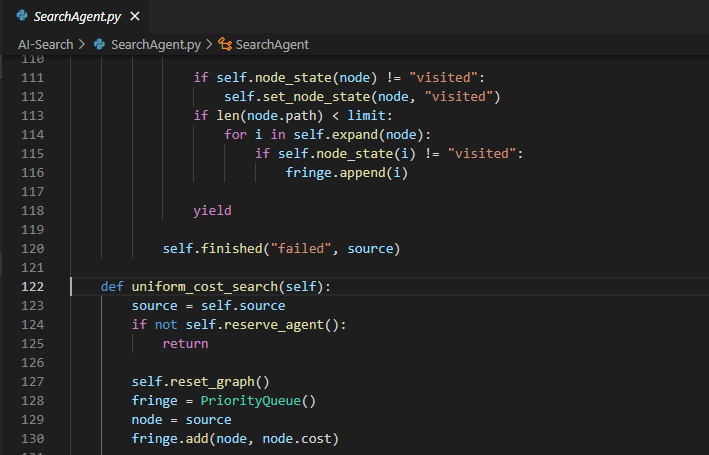 SearchAgent.py
AI-Search > SearchAgent.py > SearchAgent
110
111                 if self.node_state(node) != "visited":
112                     self.set_node_state(node, "visited")
113                 if len(node.path) < limit:
114                     for i in self.expand(node):
115                         if self.node_state(i) != "visited":
116                             fringe.append(i)
117
118                 yield
119
120             self.finished("failed", source)
121
122     def uniform_cost_search(self):
123         source = self.source
124         if not self.reserve_agent():
125             return
126
127         self.reset_graph()
128         fringe = PriorityQueue()
129         node = source
130         fringe.add(node, node.cost)